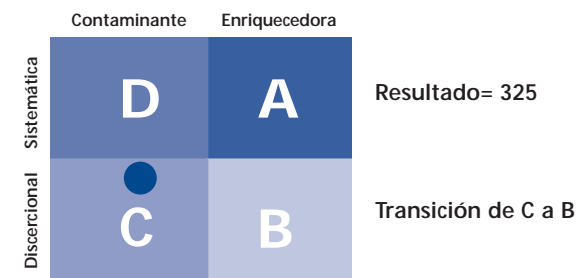 Contaminante Enriquecedora
Sistemática
D A
Resultado= 325
Discercional
C B
Transición de C a B